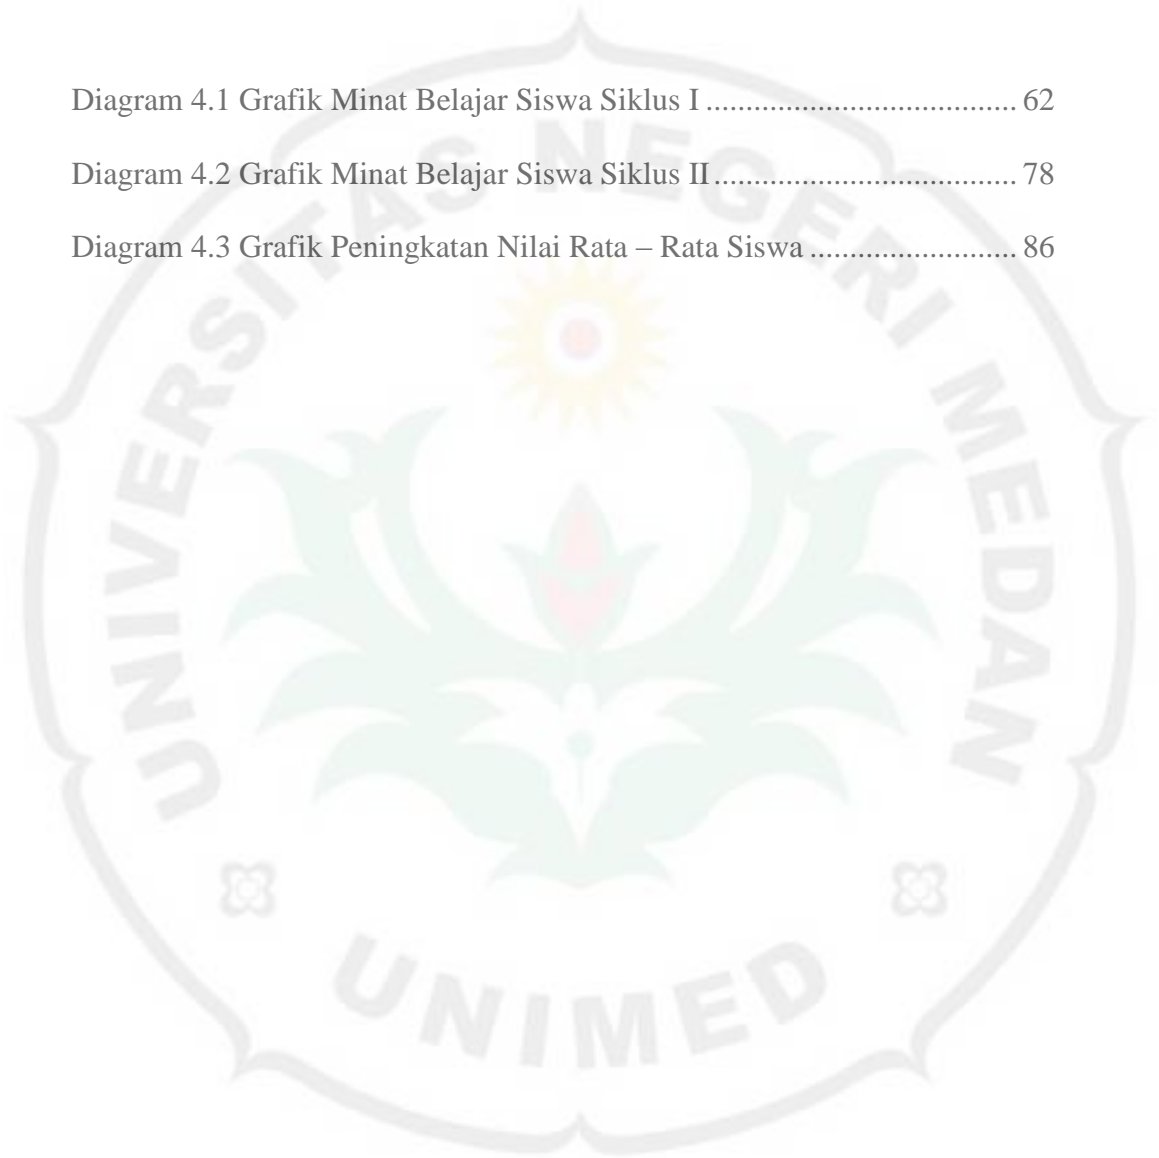 Diagram 4.1 Grafik Minat Belajar Siswa Siklus I ....................................... 62
Diagram 4.2 Grafik Minat Belajar Siswa Siklus II ...................................... 78
Diagram 4.3 Grafik Peningkatan Nilai Rata – Rata Siswa .......................... 86
UNIVERSITAS NEGERI MEDAN
UNIMED